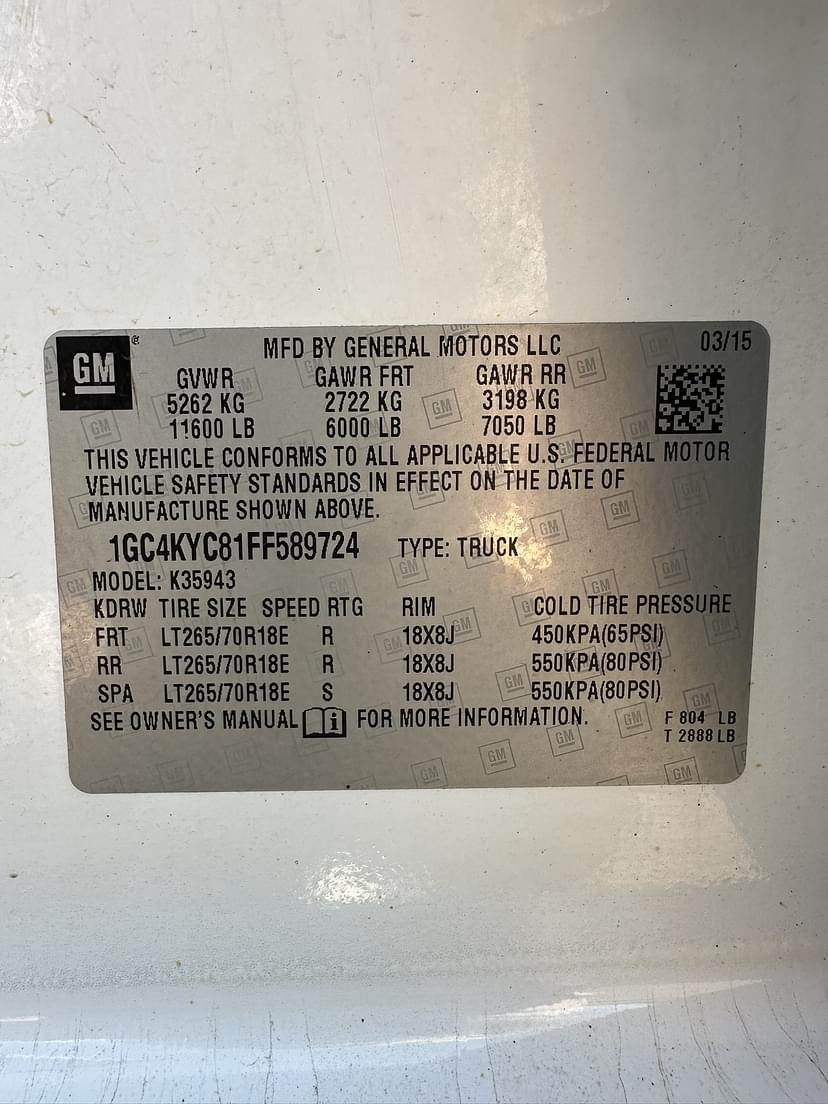 GM ®
MFD BY GENERAL MOTORS LLC 03/15
GVWR GAWR FRT GAWR RR
5262 KG 2722 KG 3198 KG
11600 LB 6000 LB 7050 LB
THIS VEHICLE CONFORMS TO ALL APPLICABLE U.S. FEDERAL MOTOR
VEHICLE SAFETY STANDARDS IN EFFECT ON THE DATE OF
MANUFACTURE SHOWN ABOVE.
1GC4KYC81FF589724 TYPE: TRUCK
MODEL: K35943
KDRW TIRE SIZE SPEED RTG RIM COLD TIRE PRESSURE
FRT LT265/70R18E R 18X8J 450KPA(65PSI)
RR LT265/70R18E R 18X8J 550KPA(80PSI)
SPA LT265/70R18E S 18X8J 550KPA(80PSI)
SEE OWNER'S MANUAL i FOR MORE INFORMATION.
F 804 LB
T 2888 LB